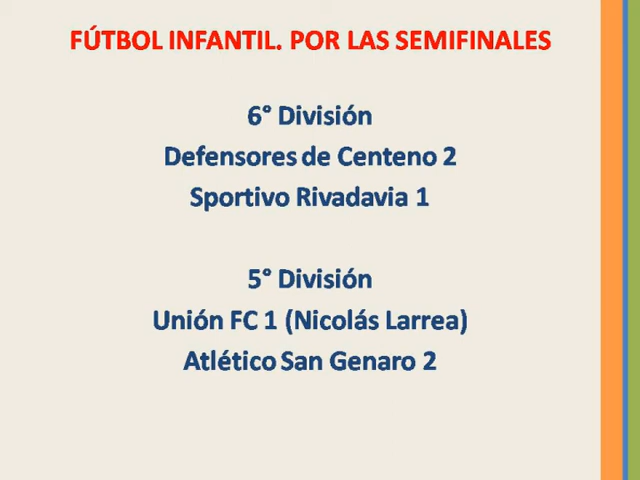 FÚTBOL INFANTIL. POR LAS SEMIFINALES
6° División
Defensores de Centeno 2
Sportivo Rivadavia 1
5° División
Unión FC 1 (Nicolás Larrea)
Atlético San Genaro 2